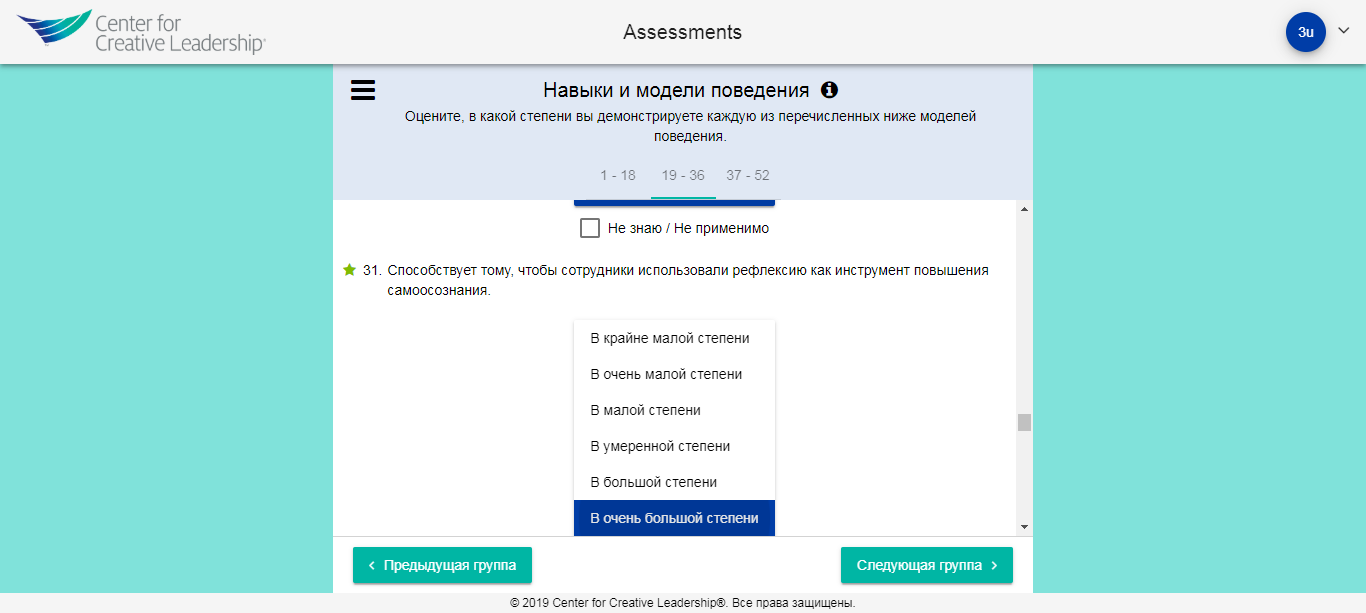 Center for
Creative Leadership®
Assessments
3u
Навыки и модели поведения
Оцените, в какой степени вы демонстрируете каждую из перечисленных ниже моделей
поведения.
1 - 18 19 - 36 37 - 52
Не знаю / Не применимо
31. Способствует тому, чтобы сотрудники использовали рефлексию как инструмент повышения
самоосознания.
В крайне малой степени
В очень малой степени
В малой степени
В умеренной степени
В большой степени
В очень большой степени
Предыдущая группа Следующая группа
© 2019 Center for Creative Leadership®. Все права защищены.